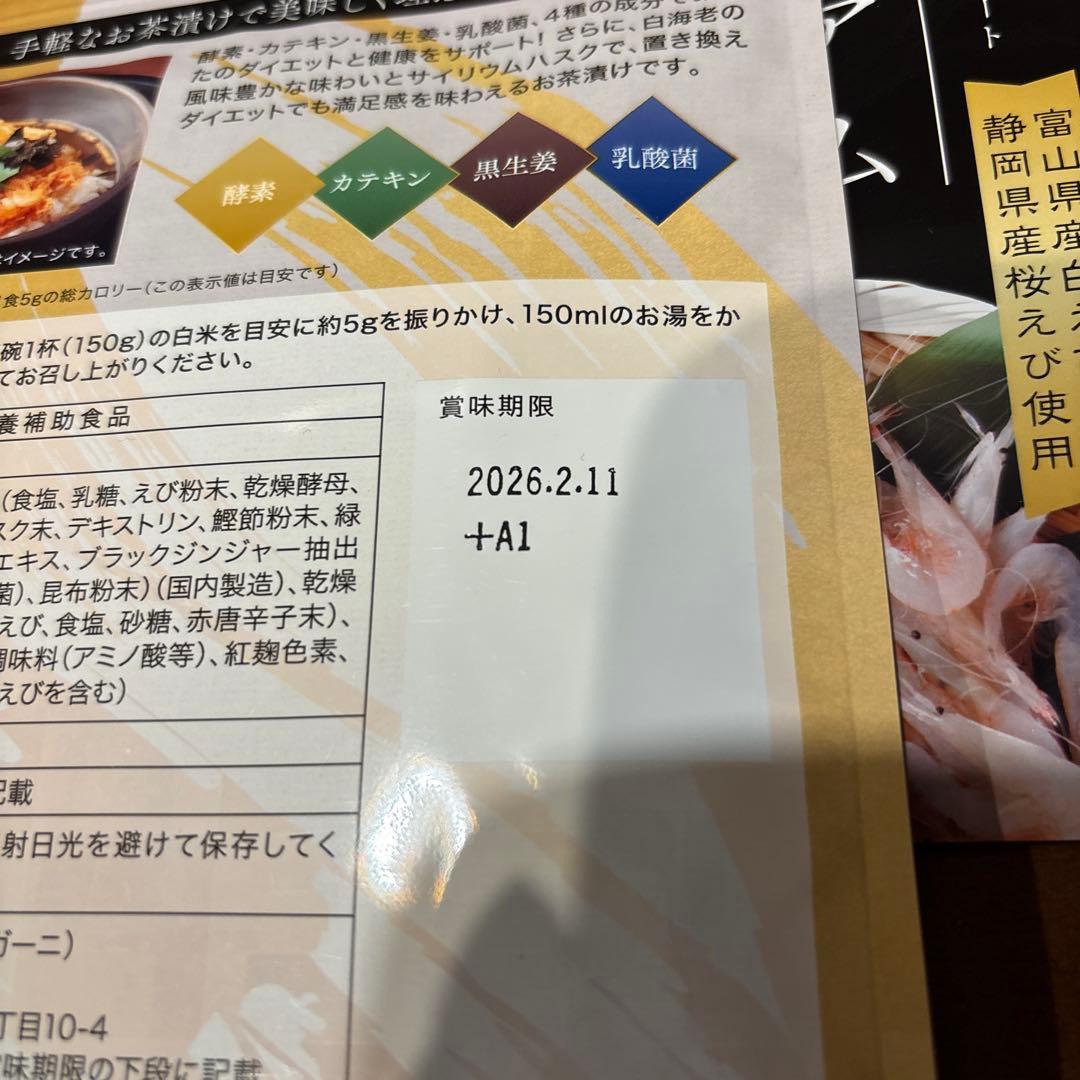 手軽なお茶漬けで美味しく
酵素・カテキン・黒生姜・乳酸菌、4種の成分で
たのダイエットと健康をサポート! さらに、白海老の
風味豊かな味わいとサイリウムハスクで、置き換え
ダイエットでも満足感を味わえるお茶漬けです。
酵素
カテキン
黒生姜
乳酸菌
イメージです。
食5gの総カロリー(この表示値は目安です)
碗1杯(150g)の白米を目安に約5gを振りかけ、150mlのお湯をか
てお召し上がりください。
養補助食品
(食塩、乳糖、えび粉末、乾燥酵母、
スク末、デキストリン、鰹節粉末、緑
エキス、ブラックジンジャー抽出
菌)、昆布粉末)(国内製造)、乾燥
えび、食塩、砂糖、赤唐辛子末)、
調味料(アミノ酸等)、紅麹色素、
えびを含む)
記載
射日光を避けて保存してく
ガーニ)
丁目10-4
味期限の下段に記載
賞味期限
2026.2.11
+A1
ト
ム
富山県産白え
静岡県産桜えび使用